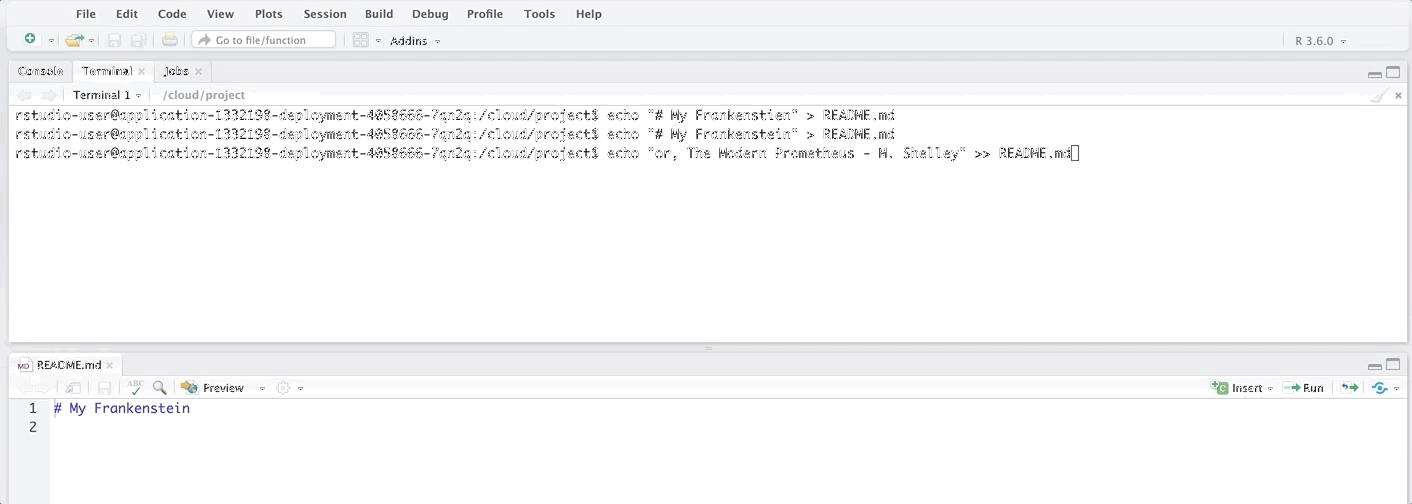 File Edit Code View Plots Session Build Debug Profile Tools Help
Go to file/function Addins R 3.6.0
Console Terminal Jobs
Terminal 1 /cloud/project
rstudio-user@application-1332198-deployment-4058666-7qn2q:/cloud/project$ echo "# My Frankenstien" > README.md
rstudio-user@application-1332198-deployment-4058666-7qn2q:/cloud/project$ echo "# My Frankenstein" > README.md
rstudio-user@application-1332198-deployment-4058666-7qn2q:/cloud/project$ echo "or, The Modern Prometheus - M. Shelley" >> README.md
MD README.md
ABC Preview C Insert Run
1 # My Frankenstein
2